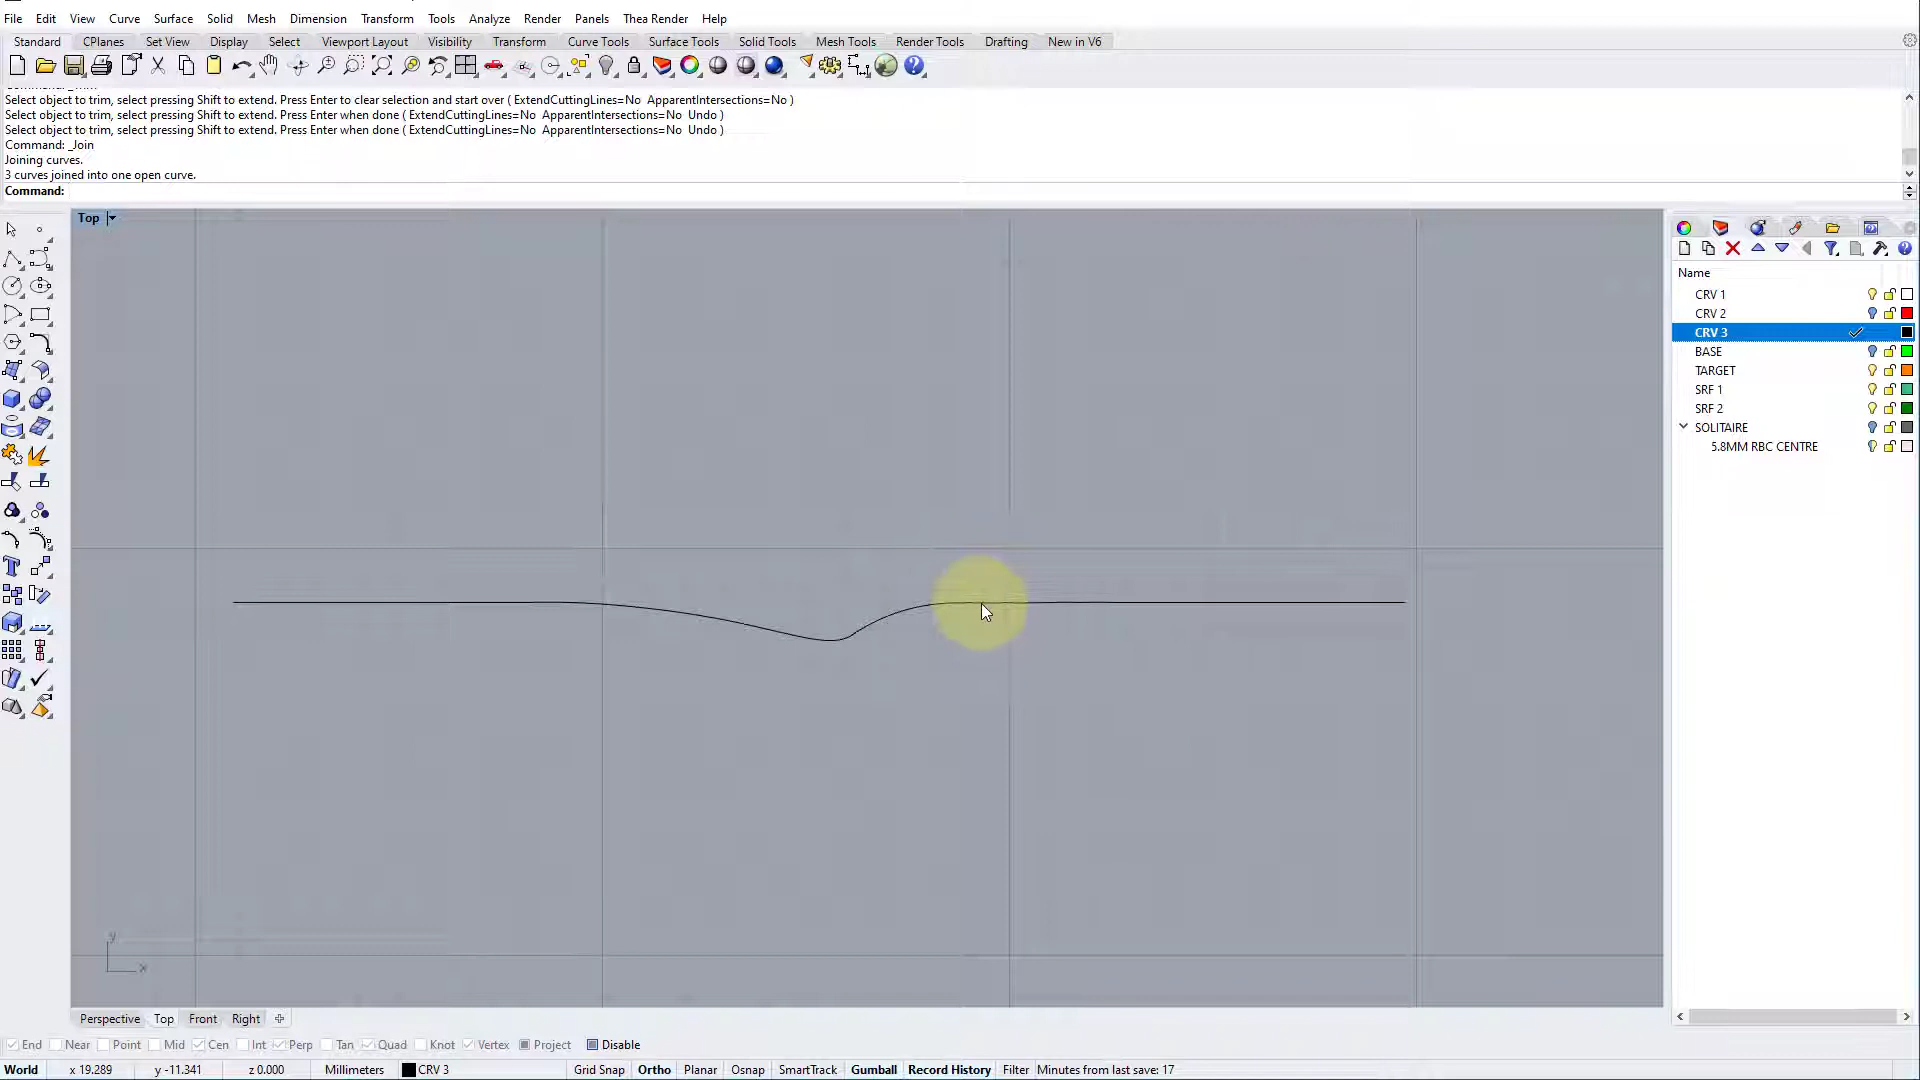 File Edit View Curve Surface Solid Mesh Dimension Transform Tools Analyze Render Panels Thea Render Help
Standard CPlanes Set View Display Select Viewport Layout Visibility Transform Curve Tools Surface Tools Solid Tools Mesh Tools Render Tools Drafting New in V6
Select object to trim, select pressing Shift to extend. Press Enter to clear selection and start over ( ExtendCuttingLines=No ApparentIntersections=No )
Select object to trim, select pressing Shift to extend. Press Enter when done ( ExtendCuttingLines=No ApparentIntersections=No Undo )
Select object to trim, select pressing Shift to extend. Press Enter when done ( ExtendCuttingLines=No ApparentIntersections=No Undo )
Command: _Join
Joining curves.
3 curves joined into one open curve.
Command:
Top
Name
CRV 1
CRV 2
CRV 3
BASE
TARGET
SRF 1
SRF 2
SOLITAIRE
5.8MM RBC CENTRE
y
x
Perspective Top Front Right
End Near Point Mid Cen Int Perp Tan Quad Knot Vertex Project Disable
World x 19.289 y -11.341 z 0.000 Millimeters CRV 3 Grid Snap Ortho Planar Osnap SmartTrack Gumball Record History Filter Minutes from last save: 17